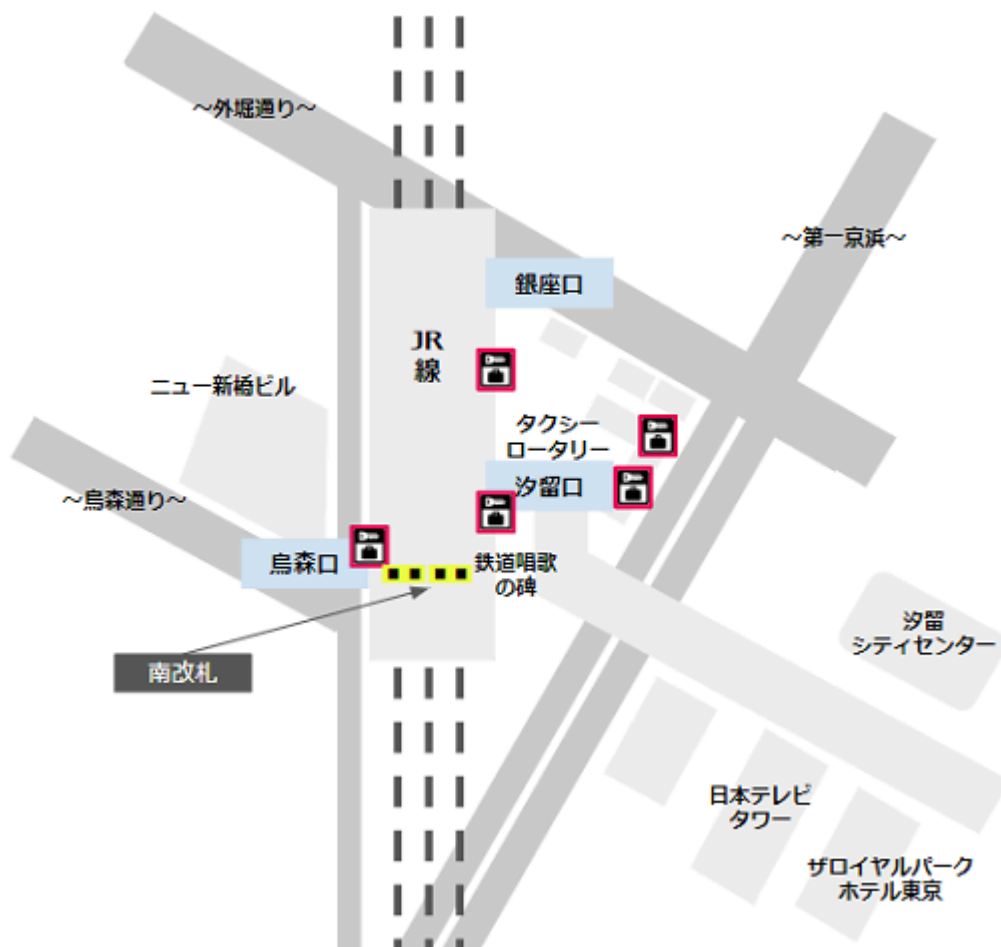 ～外堀通り～
～第一京浜～
銀座口
JR
線
ニュー新橋ビル
タクシー
ロータリー
汐留口
～烏森通り～
烏森口
鉄道唱歌
の碑
南改札
汐留
シティセンター
日本テレビ
タワー
ザロイヤルパーク
ホテル東京